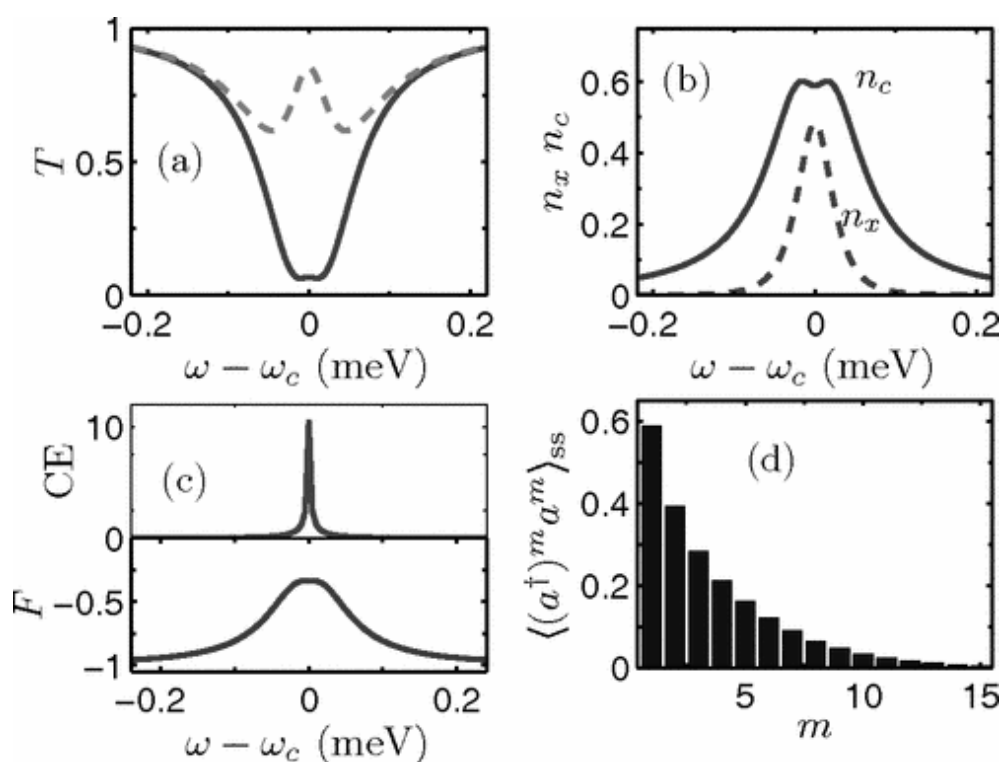 1
0.5
0
T
(a)
−0.2 0 0.2
ω − ω_c (meV)
0.6
0.4
0.2
0
n_x n_c
(b)
n_c
n_x
−0.2 0 0.2
ω − ω_c (meV)
10
0
CE
(c)
−0.5
−1
F
−0.2 0 0.2
ω − ω_c (meV)
0.6
0.4
0.2
0
⟨(a†)^m a^m⟩_ss
(d)
5 10 15
m